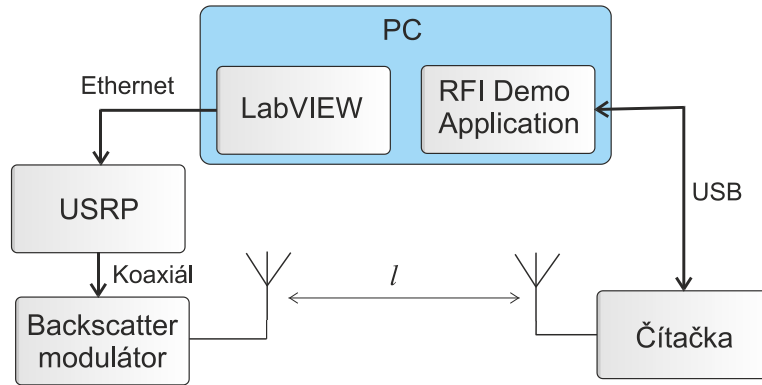 PC
Ethernet
LabVIEW
RFI Demo
Application
USRP
USB
Koaxiál
l
Backscatter
modulátor
Čítačka